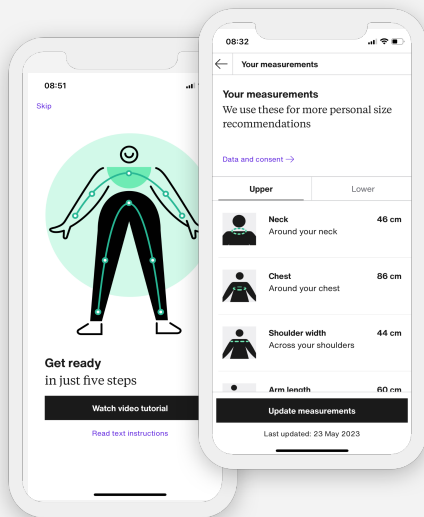 08:51
Skip
Get ready
in just five steps
Watch video tutorial
Read text instructions
08:32
Your measurements
Your measurements
We use these for more personal size
recommendations
Data and consent
Upper
Lower
Neck
46 cm
Around your neck
Chest
86 cm
Around your chest
Shoulder width
44 cm
Across your shoulders
Arm length
60 cm
Update measurements
Last updated: 23 May 2023